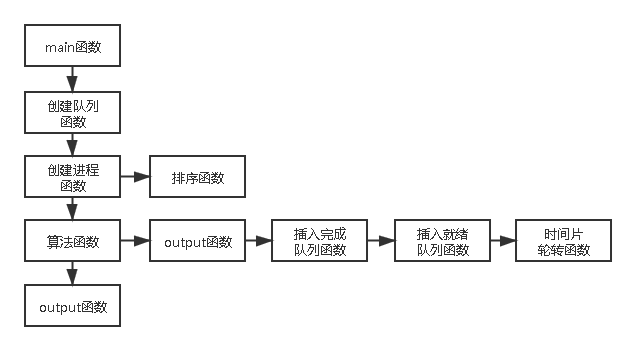 main函数
创建队列
函数
创建进程
函数
排序函数
算法函数
output函数
插入完成
队列函数
插入就绪
队列函数
时间片
轮转函数
output函数